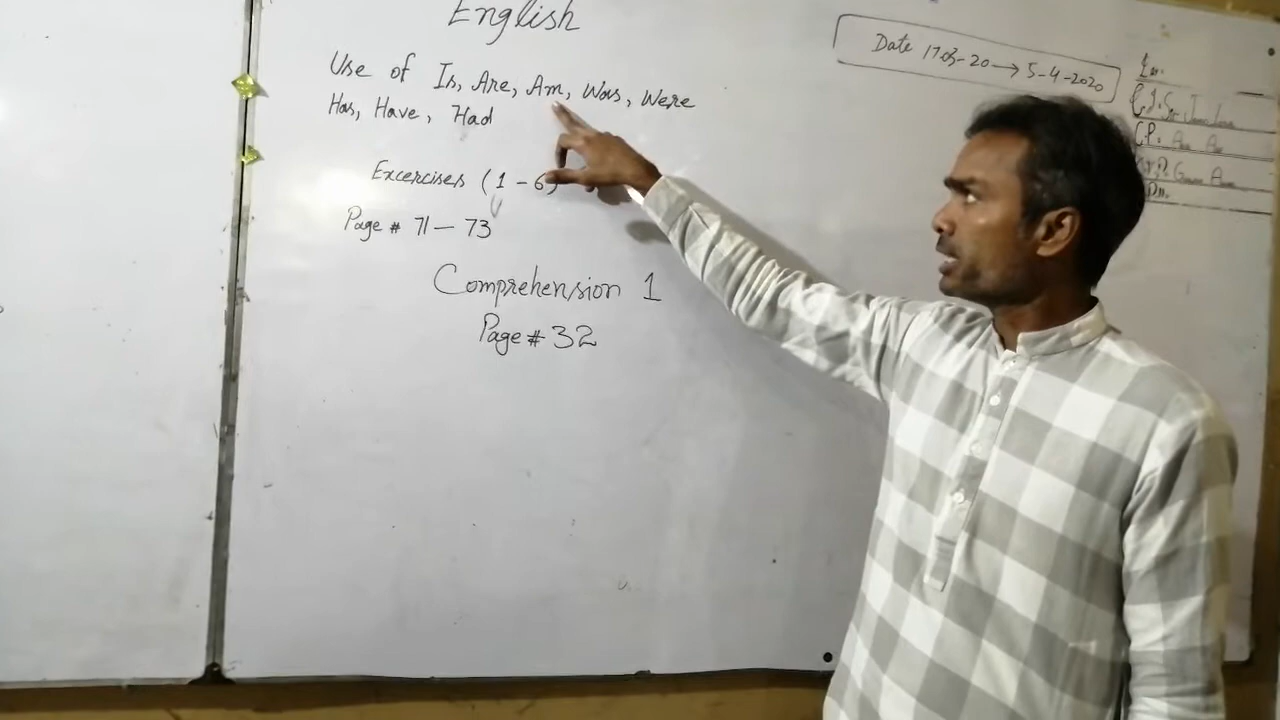 English
Use of Is, Are, Am, Was, Were
Has, Have, Had
Excercises (1 - 6)
Page # 71 - 73
Comprehension 1
Page # 32
Date 17-03-20 → 5-4-2020